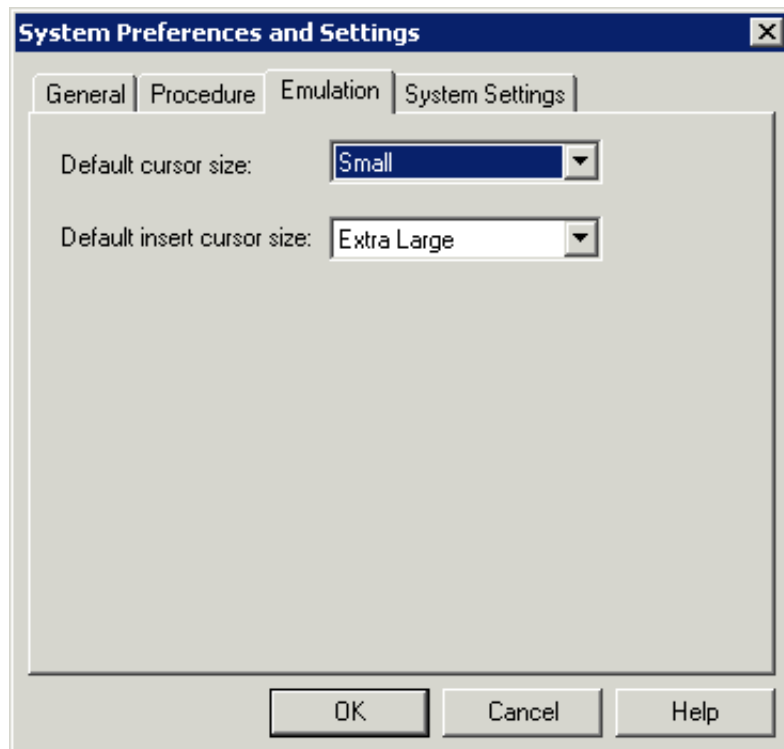 System Preferences and Settings
General Procedure Emulation System Settings
Default cursor size: Small
Default insert cursor size: Extra Large
OK Cancel Help